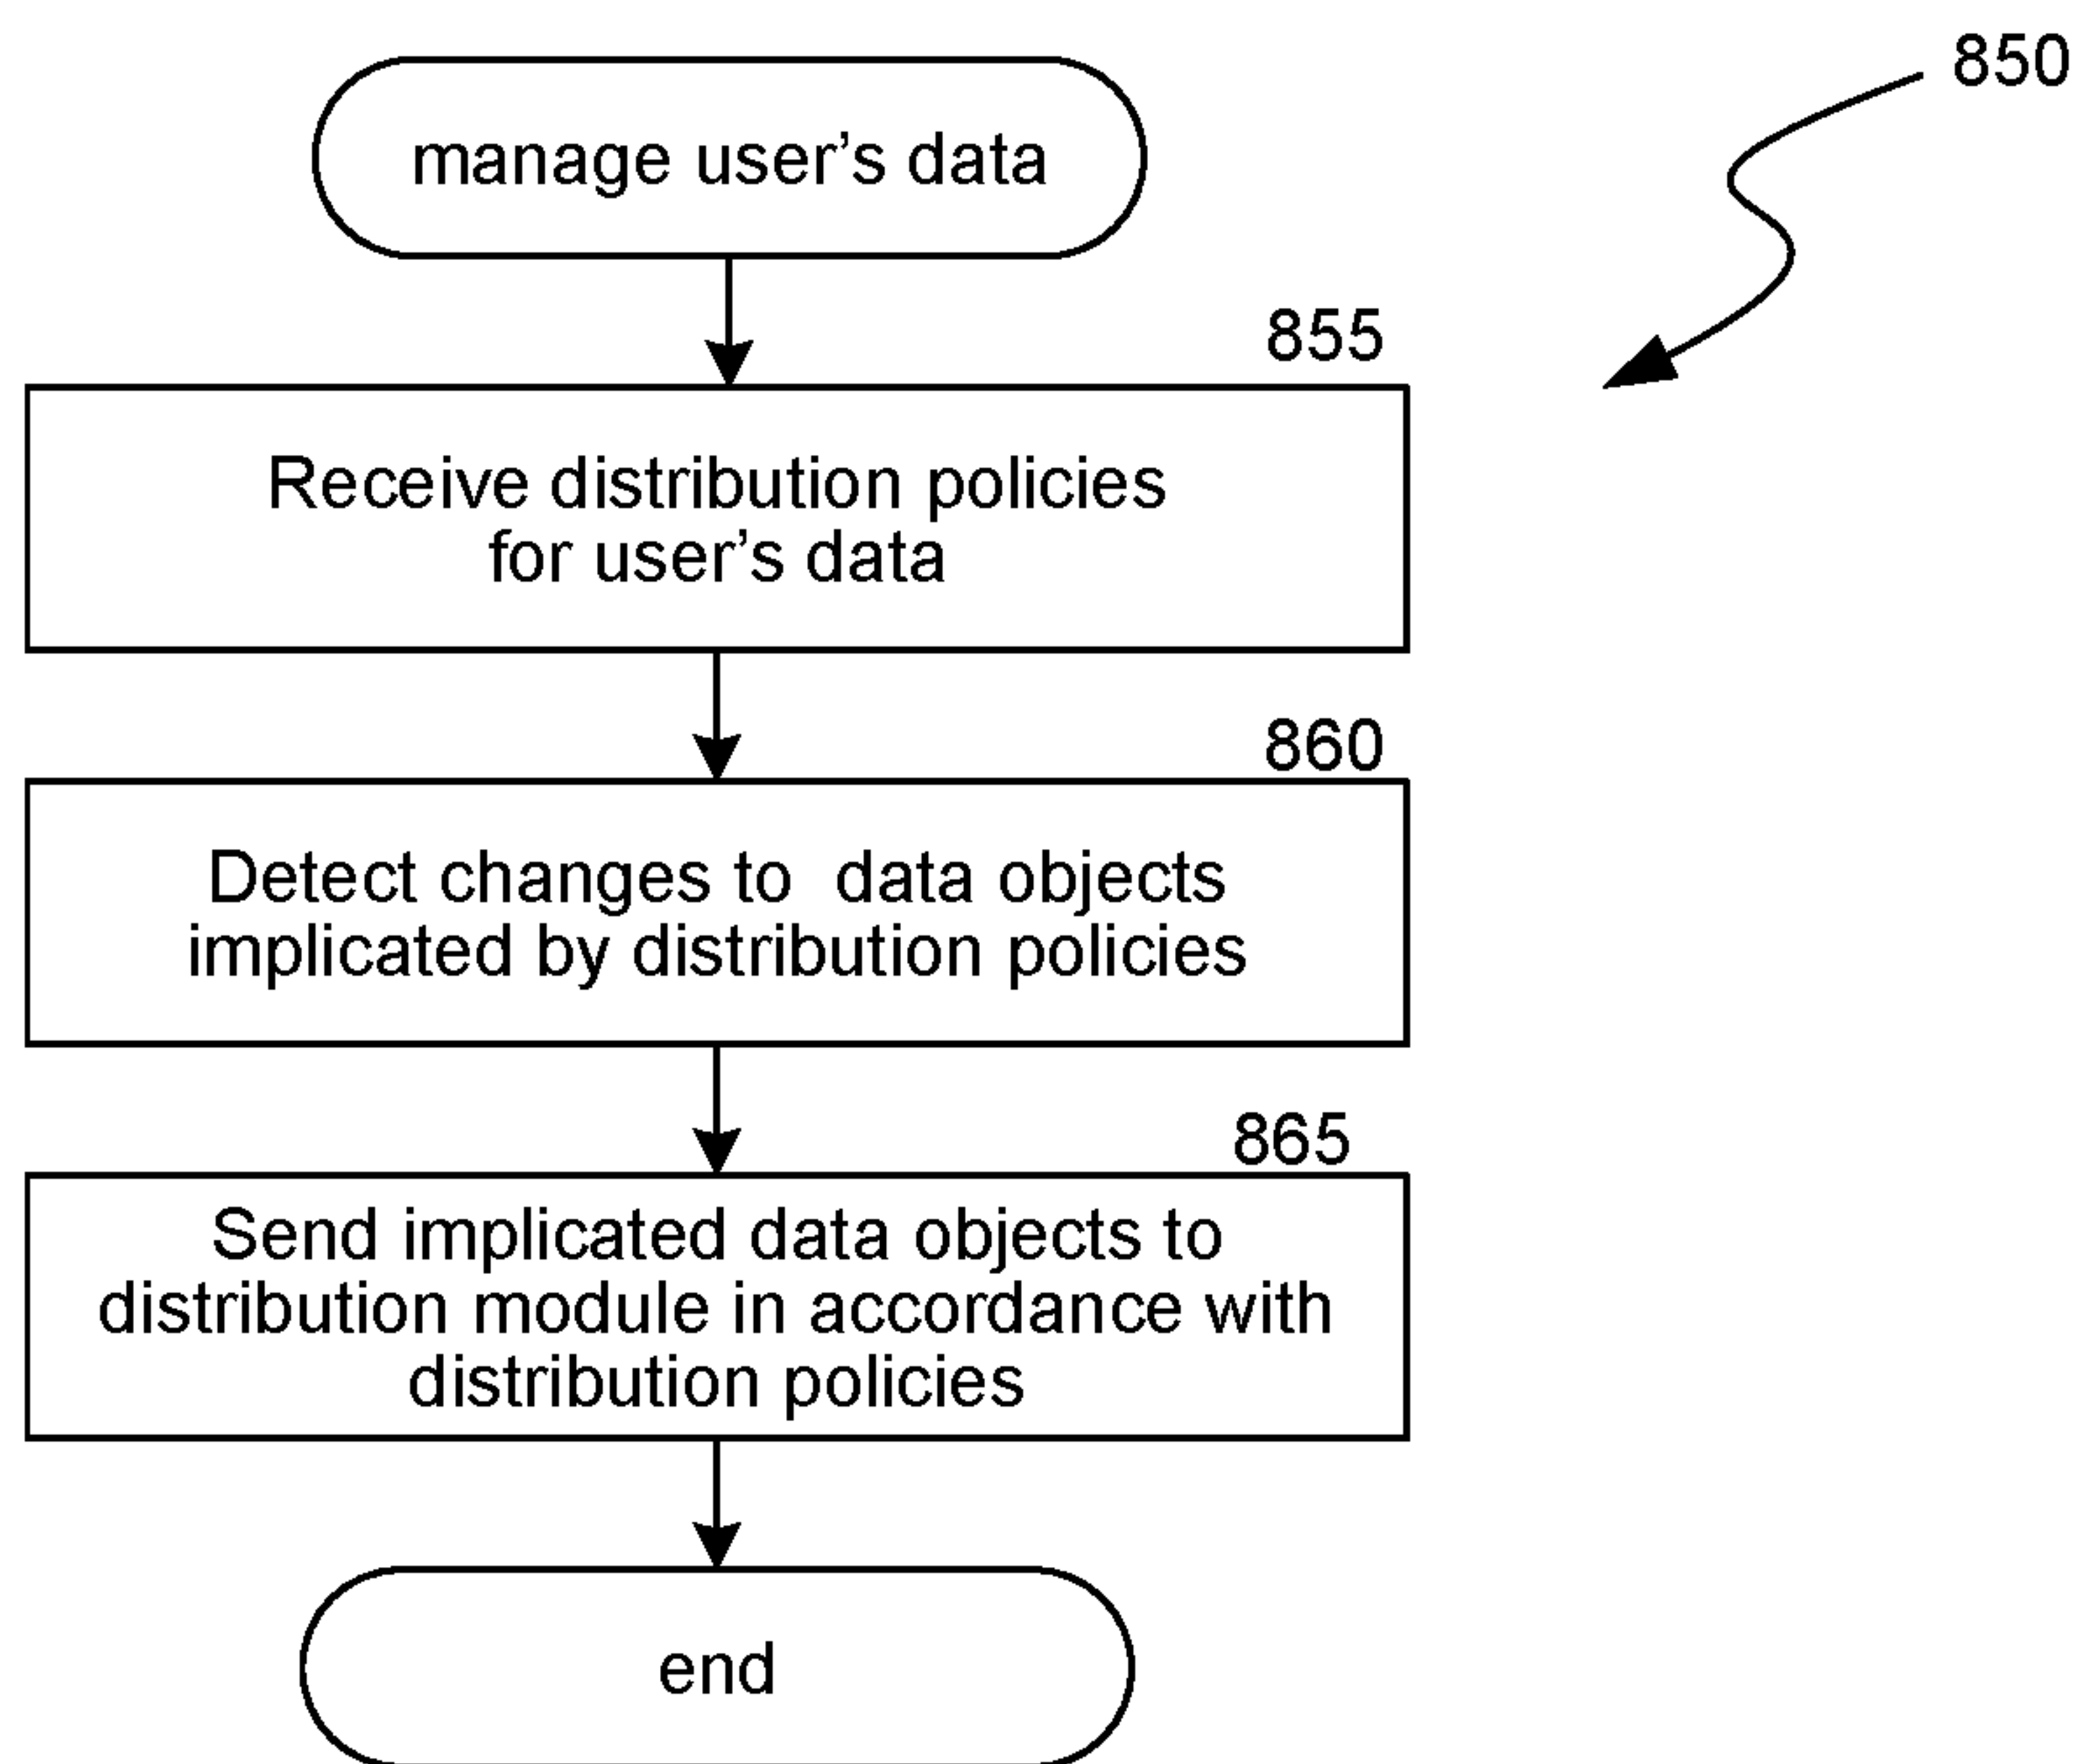 850
manage user's data
855
Receive distribution policies
for user's data
860
Detect changes to data objects
implicated by distribution policies
865
Send implicated data objects to
distribution module in accordance with
distribution policies
end